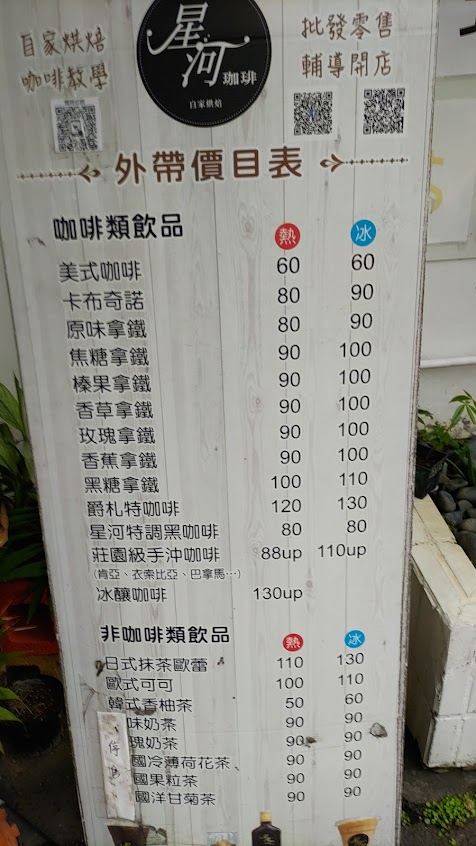 自家烘焙
咖啡教學
星河珈琲
自家烘焙
批發零售
輔導開店
外帶價目表
咖啡類飲品 熱 冰
美式咖啡 60 60
卡布奇諾 80 90
原味拿鐵 80 90
焦糖拿鐵 90 100
榛果拿鐵 90 100
香草拿鐵 90 100
玫瑰拿鐵 90 100
香蕉拿鐵 90 100
黑糖拿鐵 100 110
爵札特咖啡 120 130
星河特調黑咖啡 80 80
莊園級手沖咖啡 88up 110up
(肯亞、衣索比亞、巴拿馬…)
冰釀咖啡 130up
非咖啡類飲品 熱 冰
日式抹茶歐蕾 110 130
歐式可可 100 110
韓式香柚茶 50 60
味奶茶 90 90
瑰奶茶 90 90
國冷薄荷花茶 90 90
國果粒茶 90 90
國洋甘菊茶 90 90